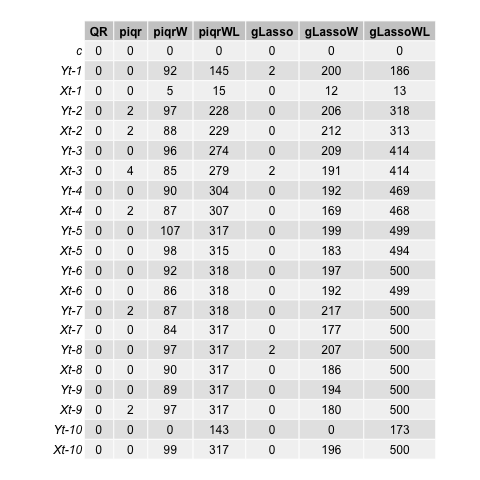 QR piqr piqrW piqrWL gLasso gLassoW gLassoWL
c 0 0 0 0 0 0 0
Yt-1 0 0 92 145 2 200 186
Xt-1 0 0 5 15 0 12 13
Yt-2 0 2 97 228 0 206 318
Xt-2 0 2 88 229 0 212 313
Yt-3 0 0 96 274 0 209 414
Xt-3 0 4 85 279 2 191 414
Yt-4 0 0 90 304 0 192 469
Xt-4 0 2 87 307 0 169 468
Yt-5 0 0 107 317 0 199 499
Xt-5 0 0 98 315 0 183 494
Yt-6 0 0 92 318 0 197 500
Xt-6 0 0 86 318 0 192 499
Yt-7 0 2 87 318 0 217 500
Xt-7 0 0 84 317 0 177 500
Yt-8 0 0 97 317 2 207 500
Xt-8 0 0 90 317 0 186 500
Yt-9 0 0 89 317 0 194 500
Xt-9 0 2 97 317 0 180 500
Yt-10 0 0 0 143 0 0 173
Xt-10 0 0 99 317 0 196 500